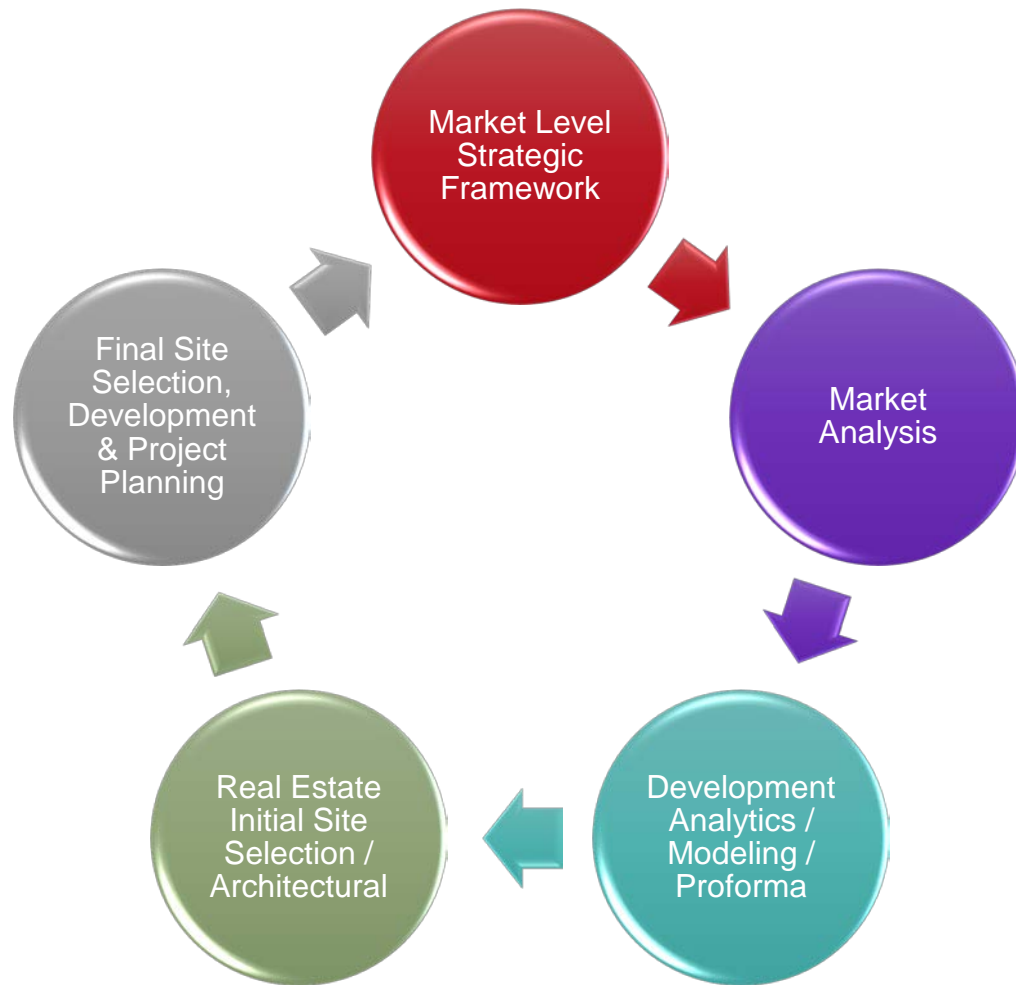 Market Level
Strategic
Framework
Market
Analysis
Development
Analytics /
Modeling /
Proforma
Real Estate
Initial Site
Selection /
Architectural
Final Site
Selection,
Development
& Project
Planning